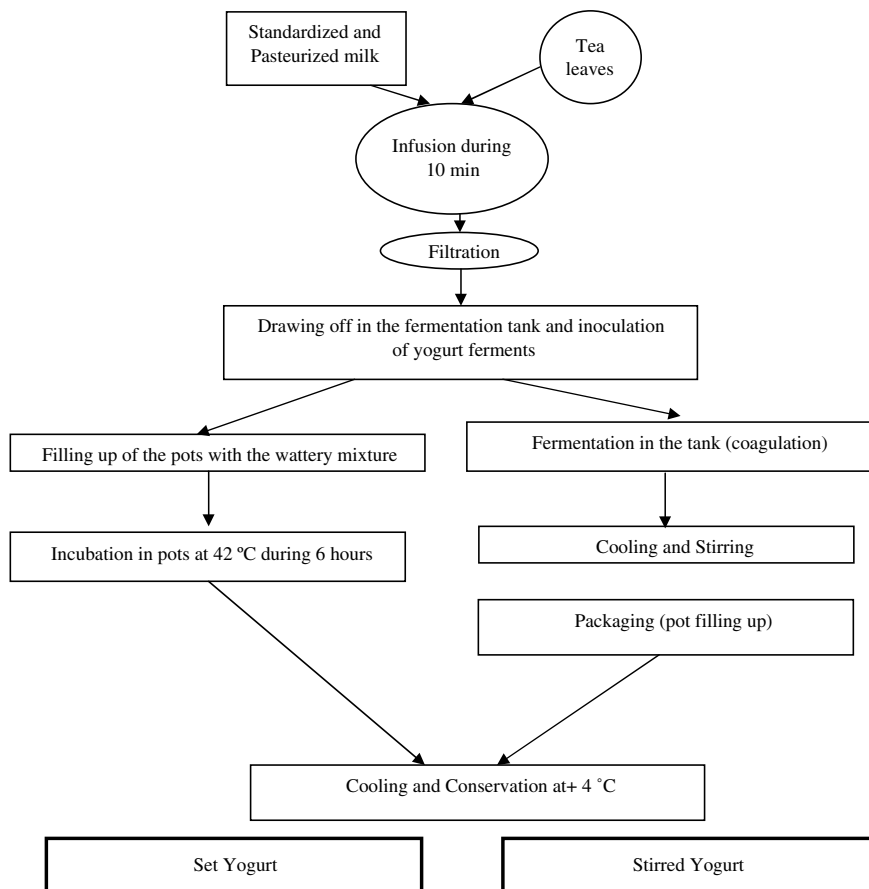 Standardized and
Pasteurized milk
Tea
leaves
Infusion during
10 min
Filtration
Drawing off in the fermentation tank and inoculation
of yogurt ferments
Filling up of the pots with the wattery mixture
Fermentation in the tank (coagulation)
Incubation in pots at 42 ºC during 6 hours
Cooling and Stirring
Packaging (pot filling up)
Cooling and Conservation at+ 4 ˚C
Set Yogurt
Stirred Yogurt